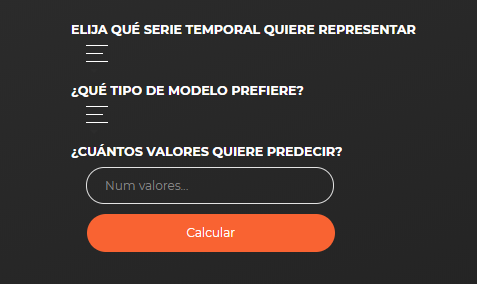 ELIJA QUÉ SERIE TEMPORAL QUIERE REPRESENTAR
¿QUÉ TIPO DE MODELO PREFIERE?
¿CUÁNTOS VALORES QUIERE PREDECIR?
Num valores...
Calcular